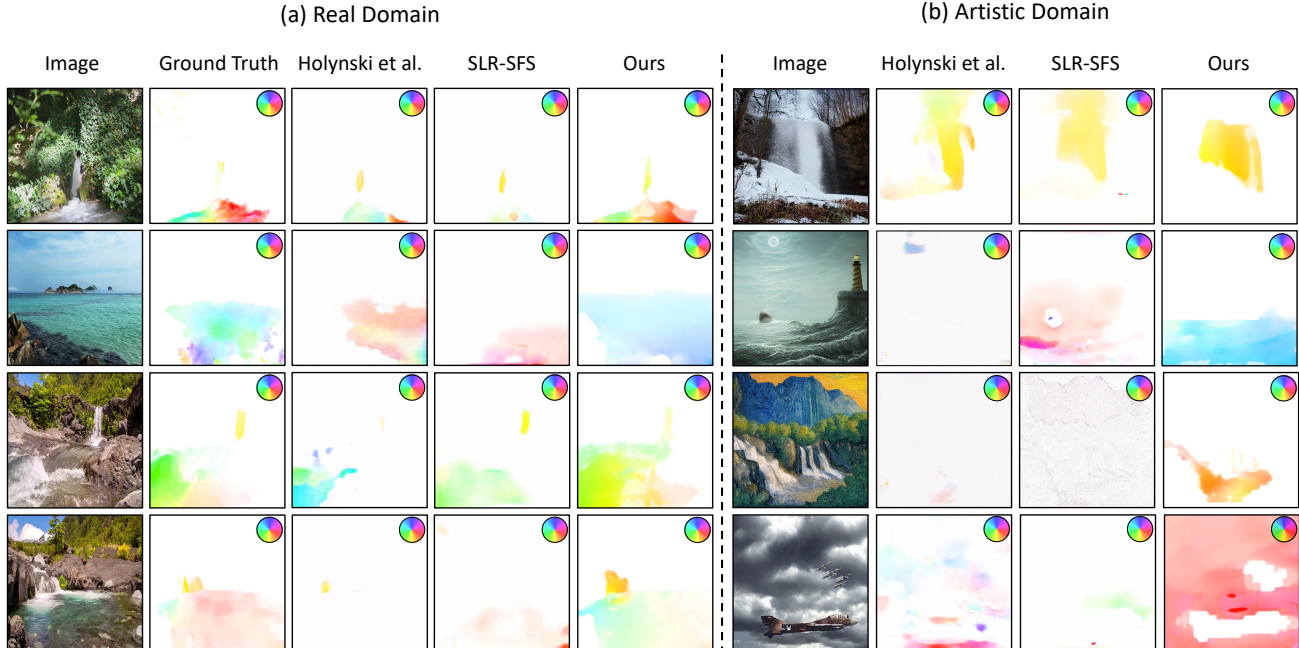 (a) Real Domain
(b) Artistic Domain
Image Ground Truth Holynski et al. SLR-SFS Ours Image Holynski et al. SLR-SFS Ours